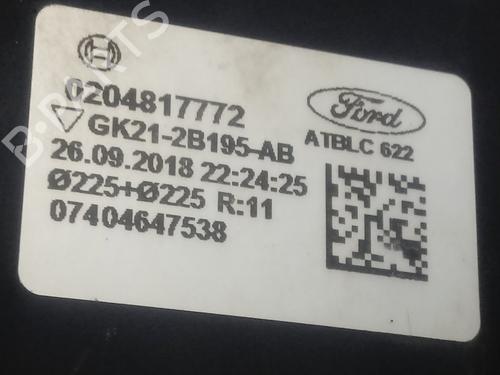 0204817772
GK21-2B195-AB
26.09.2018 22:24:25
Ø225+Ø225 R:11
07404647538
Ford
ATBLC 622
B-PARTS